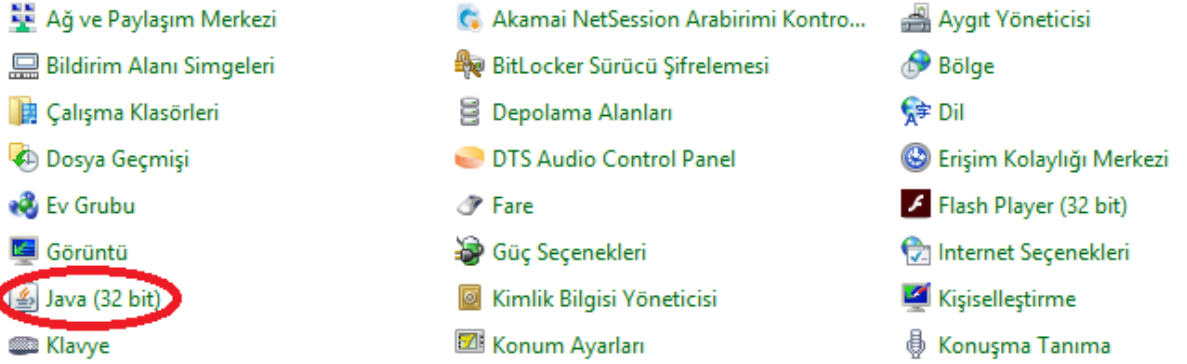 Ağ ve Paylaşım Merkezi
Akamai NetSession Arabirimi Kontro...
Aygıt Yöneticisi
Bildirim Alanı Simgeleri
BitLocker Sürücü Şifrelemesi
Bölge
Çalışma Klasörleri
Depolama Alanları
Dil
Dosya Geçmişi
DTS Audio Control Panel
Erişim Kolaylığı Merkezi
Ev Grubu
Fare
Flash Player (32 bit)
Görüntü
Güç Seçenekleri
Internet Seçenekleri
Java (32 bit)
Kimlik Bilgisi Yöneticisi
Kişiselleştirme
Klavye
Konum Ayarları
Konuşma Tanıma